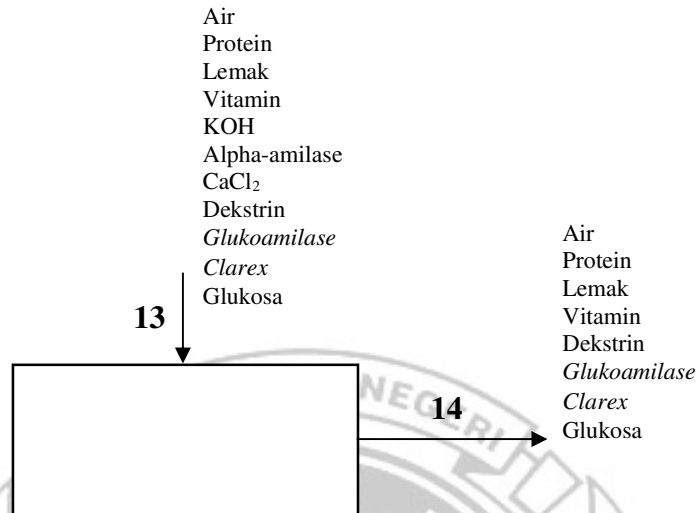 Air
Protein
Lemak
Vitamin
KOH
Alpha-amilase
CaCl₂
Dekstrin
Glukoamilase
Clarex
Glukosa
13
Air
Protein
Lemak
Vitamin
Dekstrin
Glukoamilase
Clarex
Glukosa
14
NEGERI